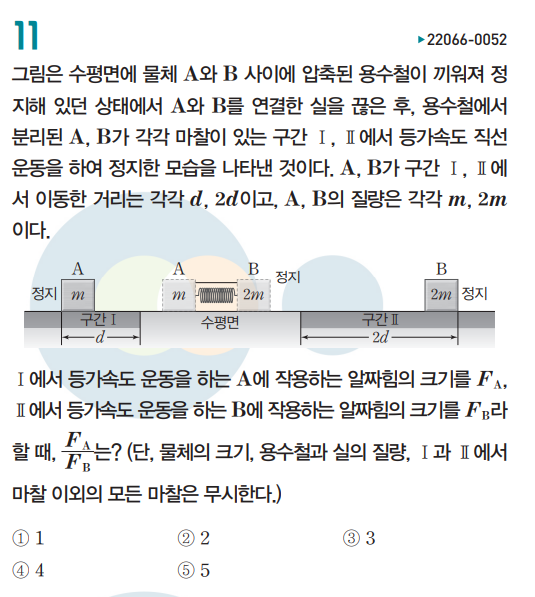 11
▶22066-0052
그림은 수평면에 물체 A와 B 사이에 압축된 용수철이 끼워져 정
지해 있던 상태에서 A와 B를 연결한 실을 끊은 후, 용수철에서
분리된 A, B가 각각 마찰이 있는 구간 Ⅰ, Ⅱ에서 등가속도 직선
운동을 하여 정지한 모습을 나타낸 것이다. A, B가 구간 Ⅰ, Ⅱ에
서 이동한 거리는 각각 d, 2d이고, A, B의 질량은 각각 m, 2m
이다.
A A B B
정지 m m 2m 정지 2m 정지
구간 Ⅰ 수평면 구간 Ⅱ
d 2d
Ⅰ에서 등가속도 운동을 하는 A에 작용하는 알짜힘의 크기를 F_A,
Ⅱ에서 등가속도 운동을 하는 B에 작용하는 알짜힘의 크기를 F_B라
할 때, F_A/F_B는? (단, 물체의 크기, 용수철과 실의 질량, Ⅰ과 Ⅱ에서
마찰 이외의 모든 마찰은 무시한다.)
① 1 ② 2 ③ 3
④ 4 ⑤ 5